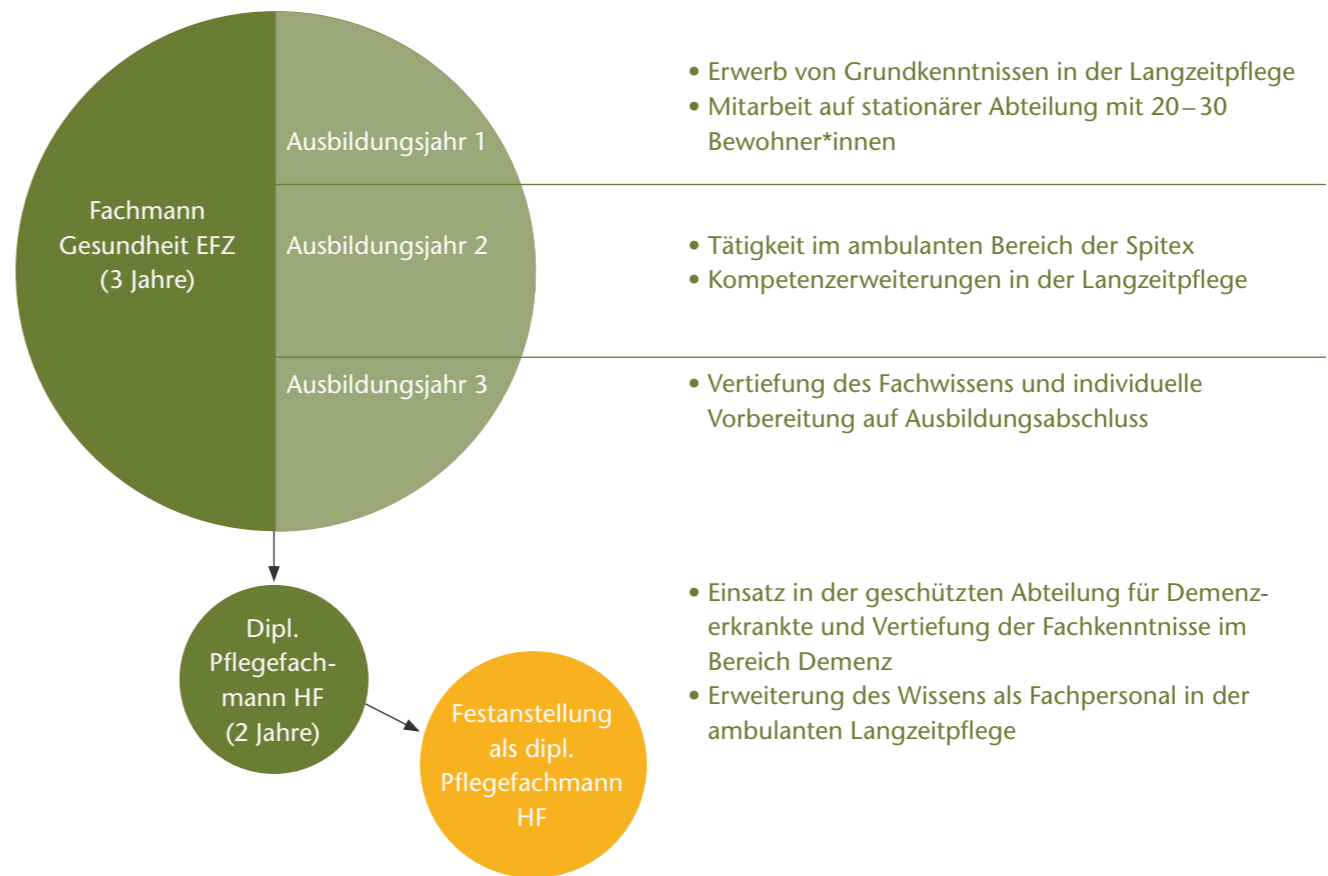 Fachmann
Gesundheit EFZ
(3 Jahre)
Ausbildungsjahr 1
• Erwerb von Grundkenntnissen in der Langzeitpflege
• Mitarbeit auf stationärer Abteilung mit 20–30
Bewohner*innen
Ausbildungsjahr 2
• Tätigkeit im ambulanten Bereich der Spitex
• Kompetenzerweiterungen in der Langzeitpflege
Ausbildungsjahr 3
• Vertiefung des Fachwissens und individuelle
Vorbereitung auf Ausbildungsabschluss
Dipl.
Pflegefach-
mann HF
(2 Jahre)
Festanstellung
als dipl.
Pflegefachmann
HF
• Einsatz in der geschützten Abteilung für Demenz-
erkrankte und Vertiefung der Fachkenntnisse im
Bereich Demenz
• Erweiterung des Wissens als Fachpersonal in der
ambulanten Langzeitpflege